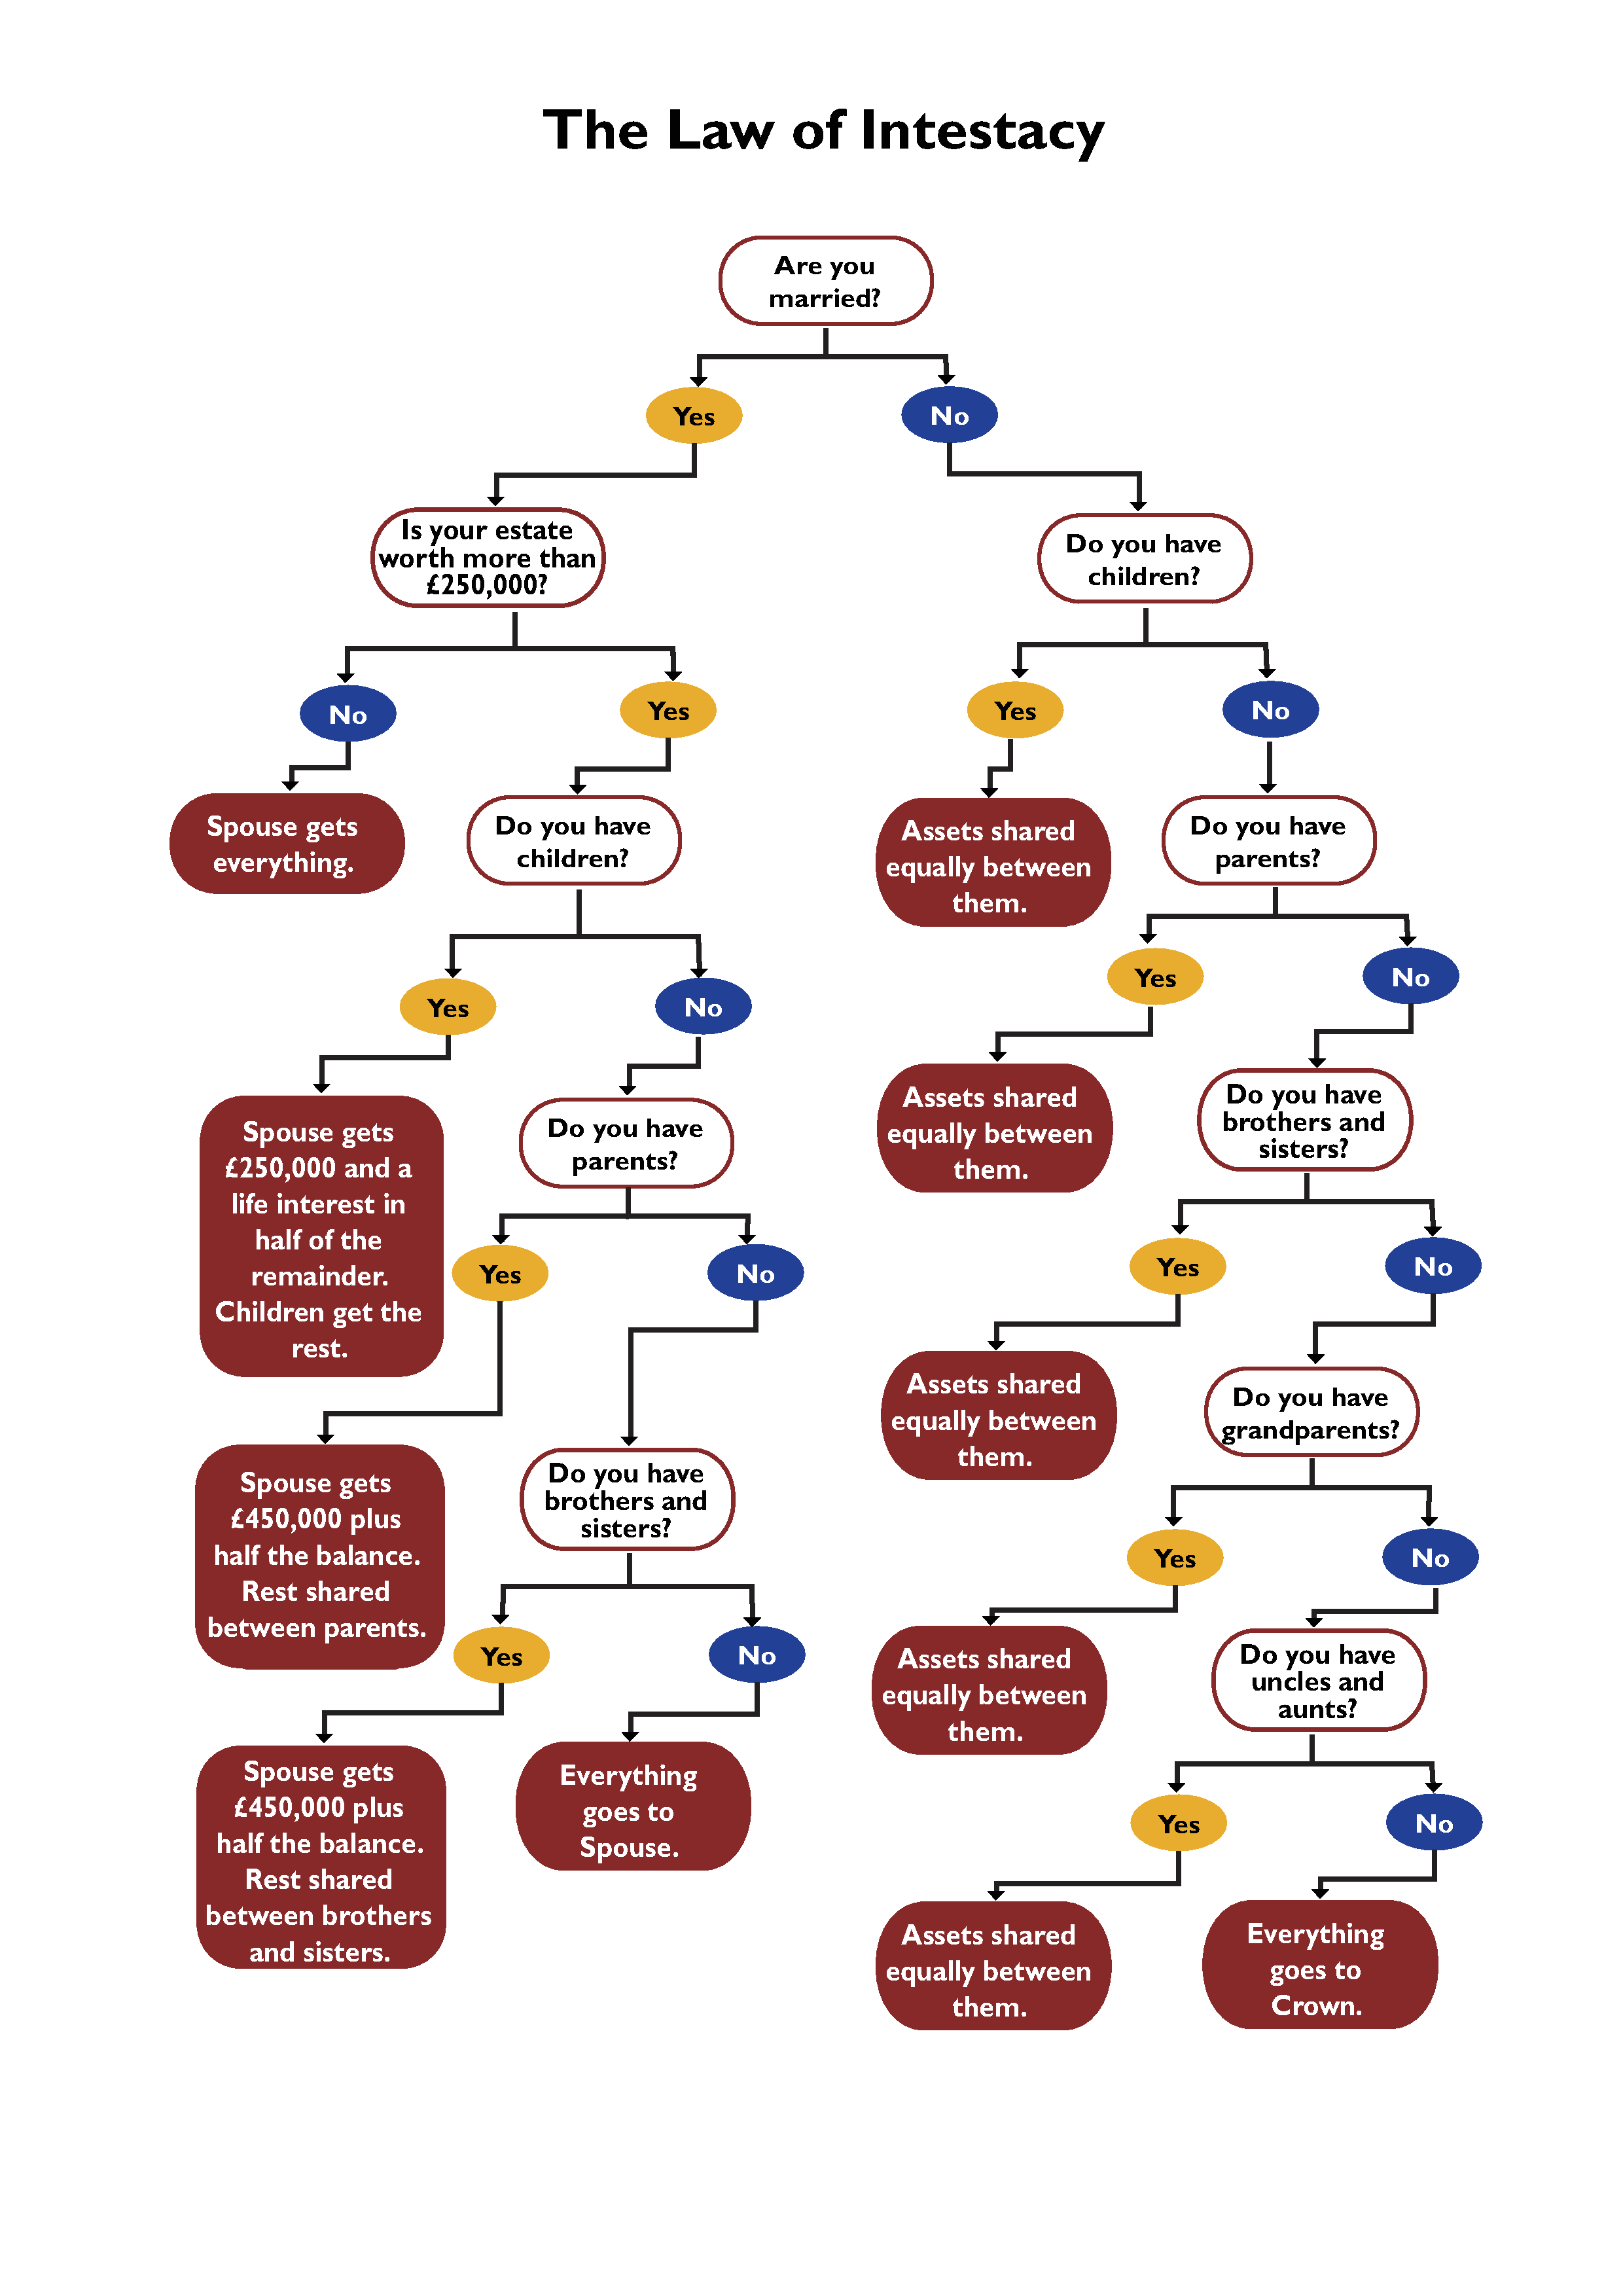 The Law of Intestacy
Are you
married?
Yes
No
Is your estate
worth more than
£250,000?
Do you have
children?
No
Yes
Yes
No
Spouse gets
everything.
Do you have
children?
Assets shared
equally between
them.
Do you have
parents?
Yes
No
Yes
No
Spouse gets
£250,000 and a
life interest in
half of the
remainder.
Children get the
rest.
Do you have
parents?
Assets shared
equally between
them.
Do you have
brothers and
sisters?
Yes
No
Yes
No
Spouse gets
£450,000 plus
half the balance.
Rest shared
between parents.
Do you have
brothers and
sisters?
Assets shared
equally between
them.
Do you have
grandparents?
Yes
No
Yes
No
Spouse gets
£450,000 plus
half the balance.
Rest shared
between brothers
and sisters.
Everything
goes to
Spouse.
Assets shared
equally between
them.
Do you have
uncles and
aunts?
Yes
No
Assets shared
equally between
them.
Everything
goes to
Crown.